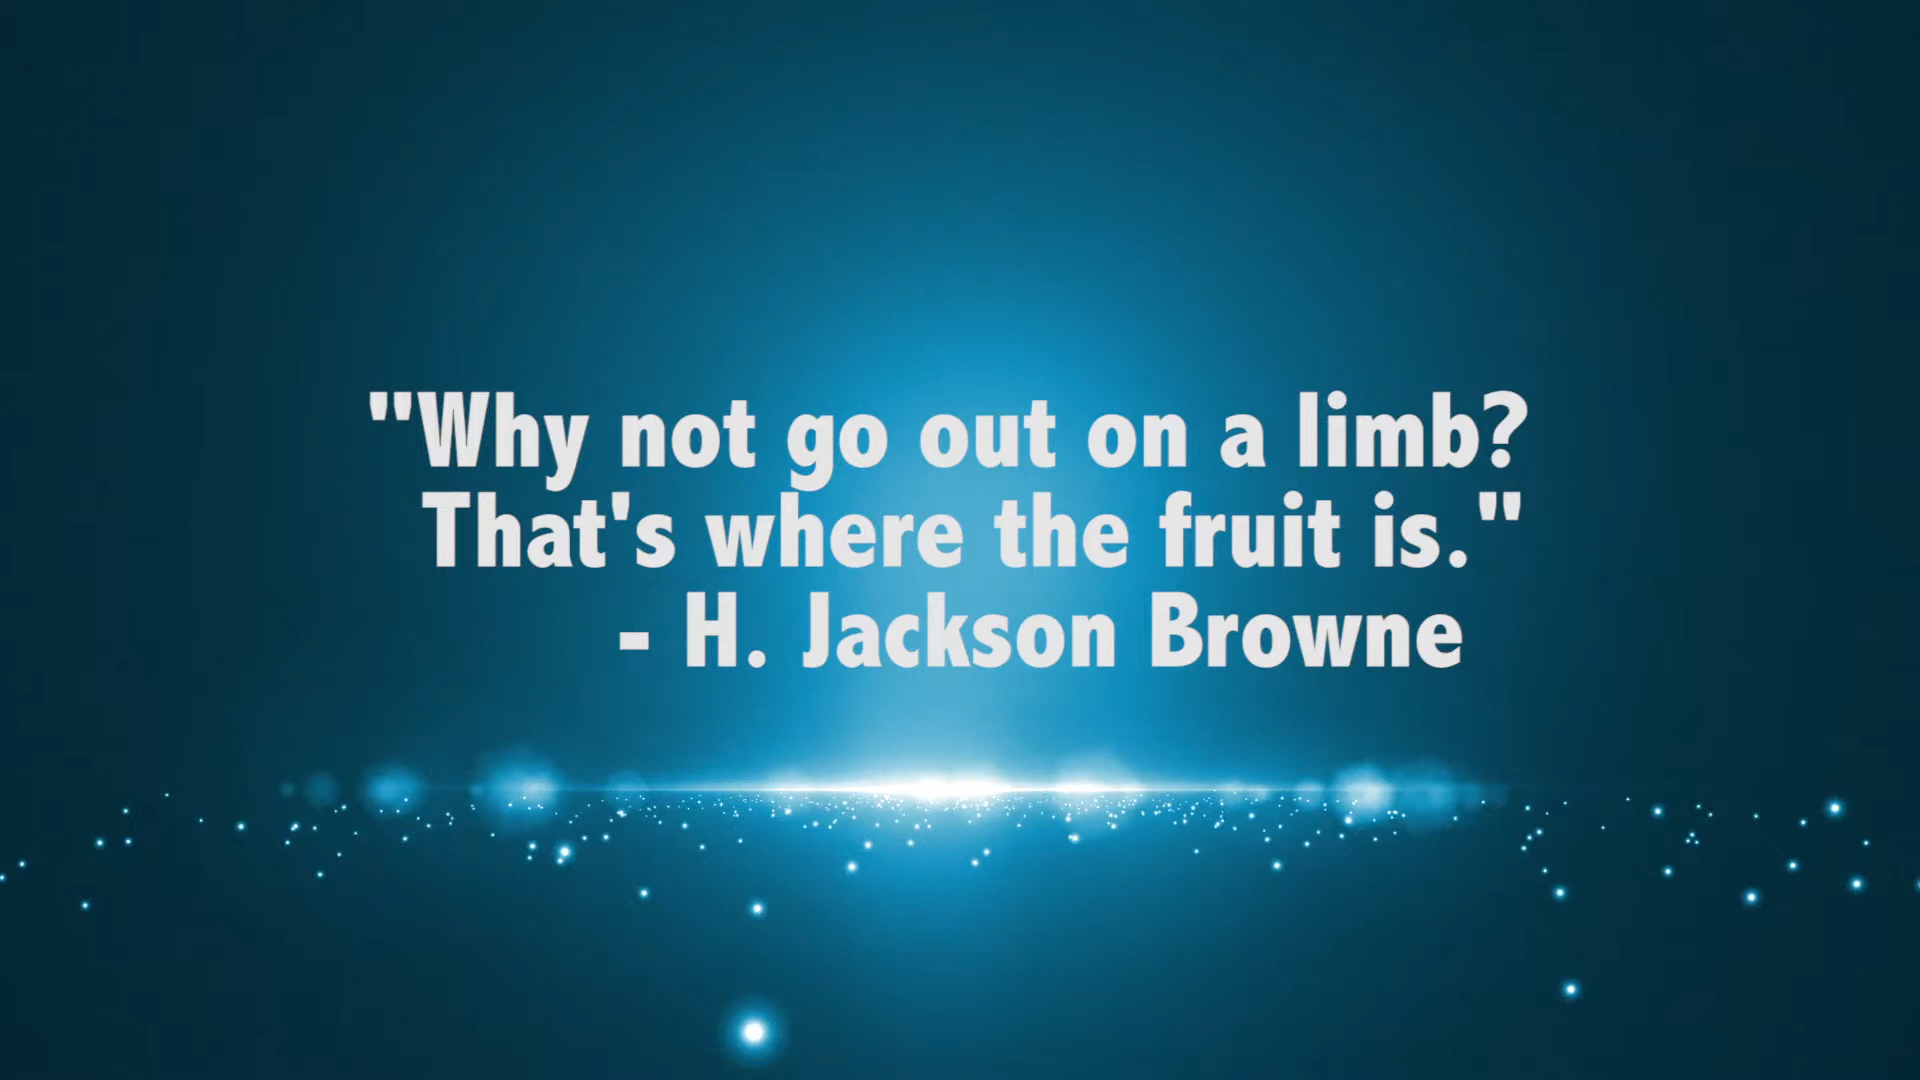 "Why not go out on a limb?
That's where the fruit is."
- H. Jackson Browne